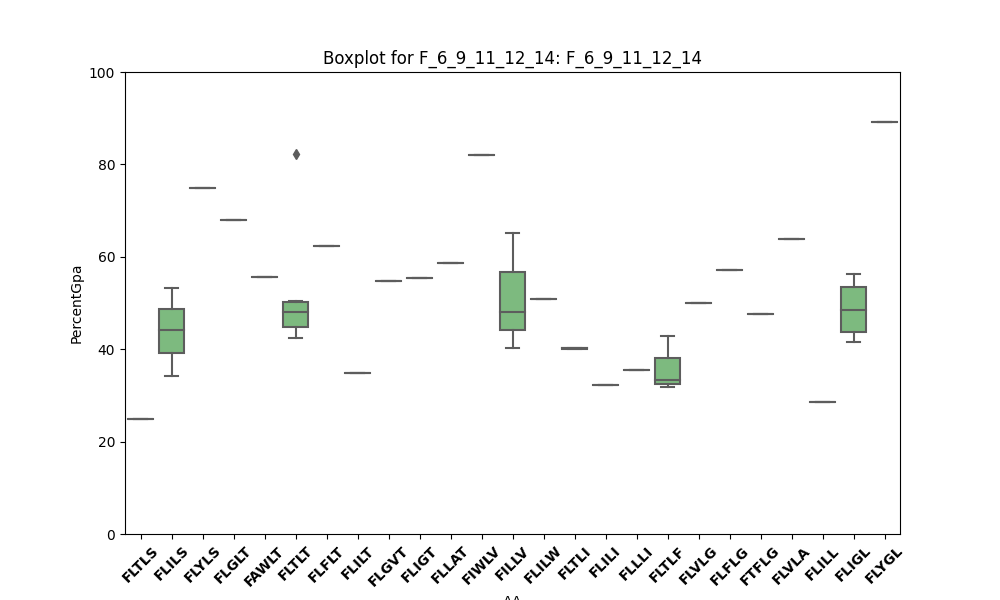 Boxplot for F_6_9_11_12_14: F_6_9_11_12_14
PercentGpa
100
80
60
40
20
0
FLTLS
FLILS
FLYLS
FLGLT
FAWLT
FLTLT
FLFLT
FLILT
FLGVT
FLIGT
FLLAT
FIWLV
FILLV
FLILW
FLTLI
FLILI
FLLLI
FLTLF
FLVLG
FLFLG
FTFLG
FLVLA
FLILL
FLIGL
FLYGL
AA